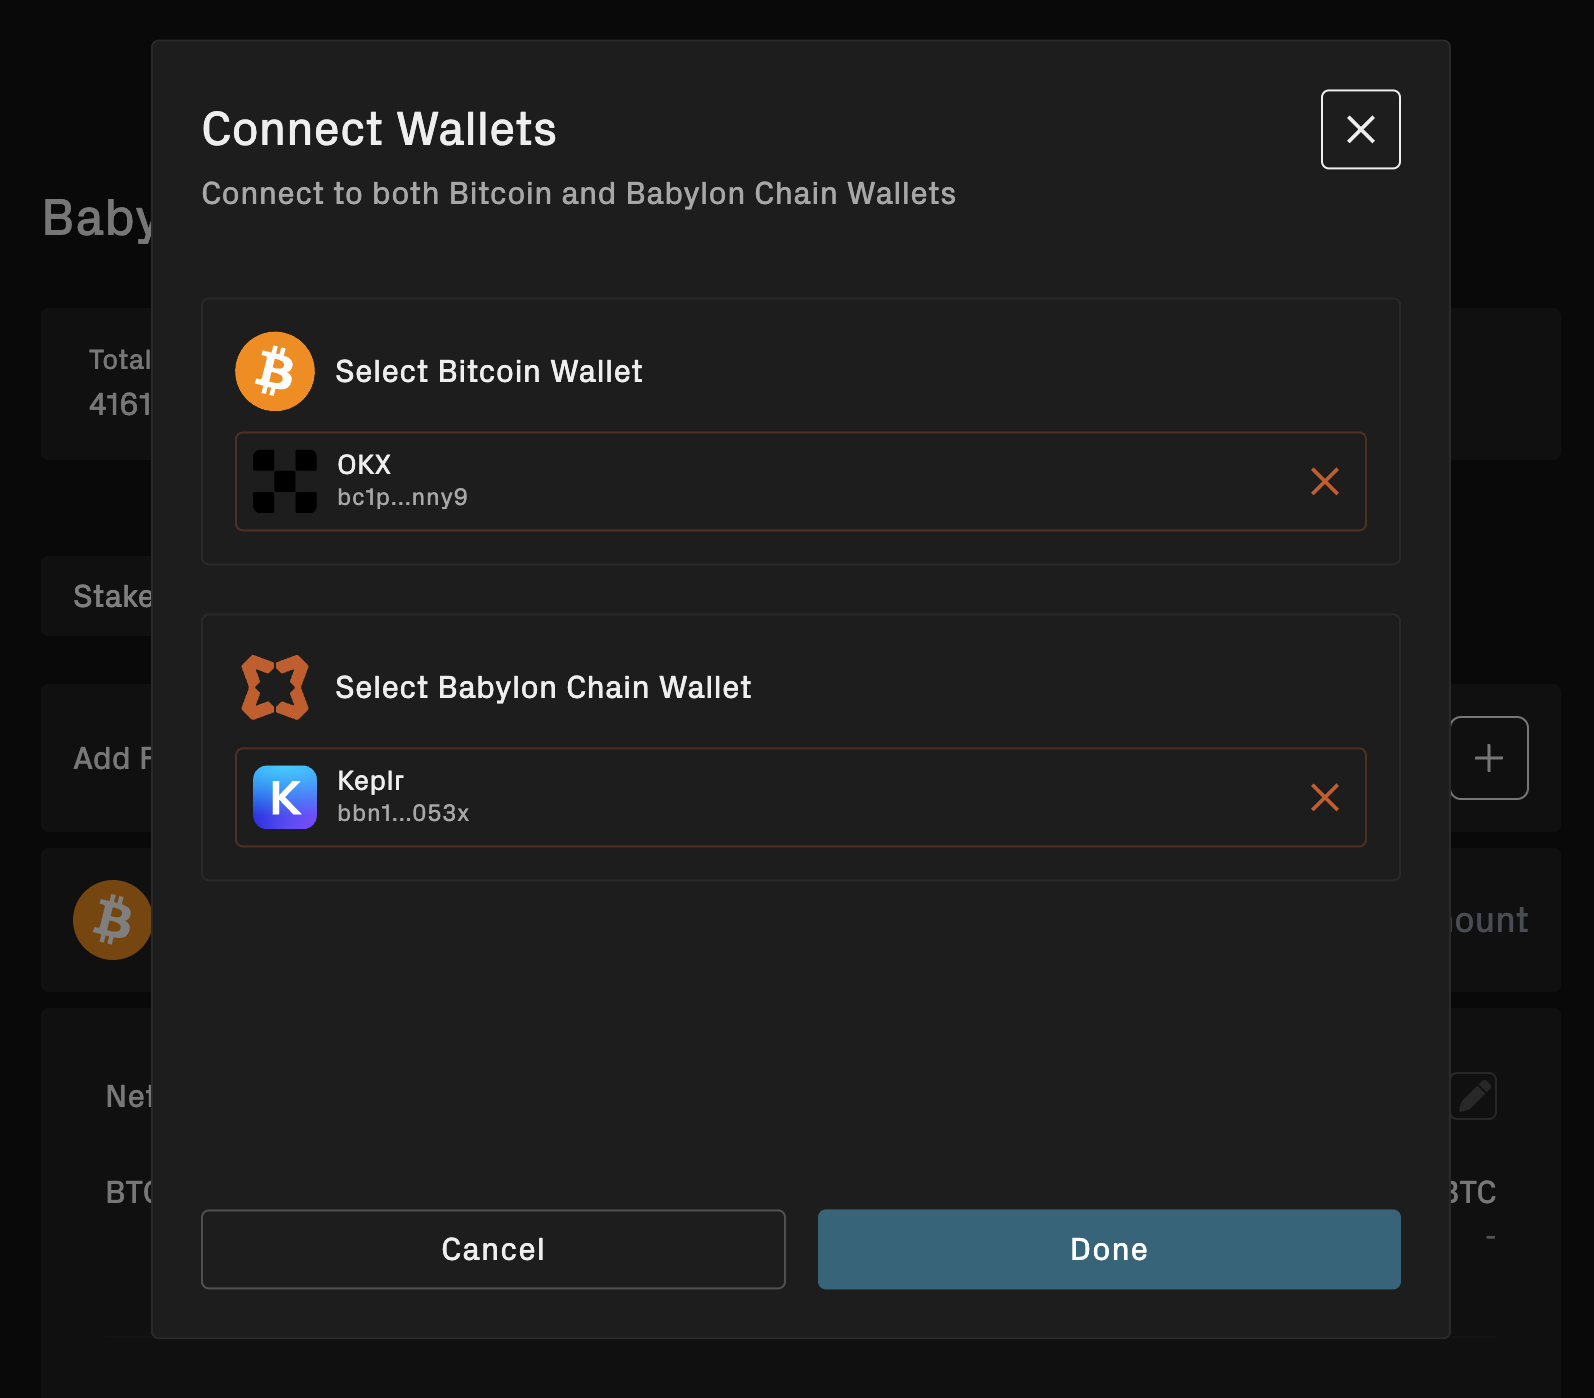 Connect Wallets
Connect to both Bitcoin and Babylon Chain Wallets
Baby
Total
4161
Select Bitcoin Wallet
OKX
bc1p...nny9
Stake
Select Babylon Chain Wallet
Add F
K
Keplr
bbn1...053x
ount
Net
BTC
BTC
-
Cancel
Done